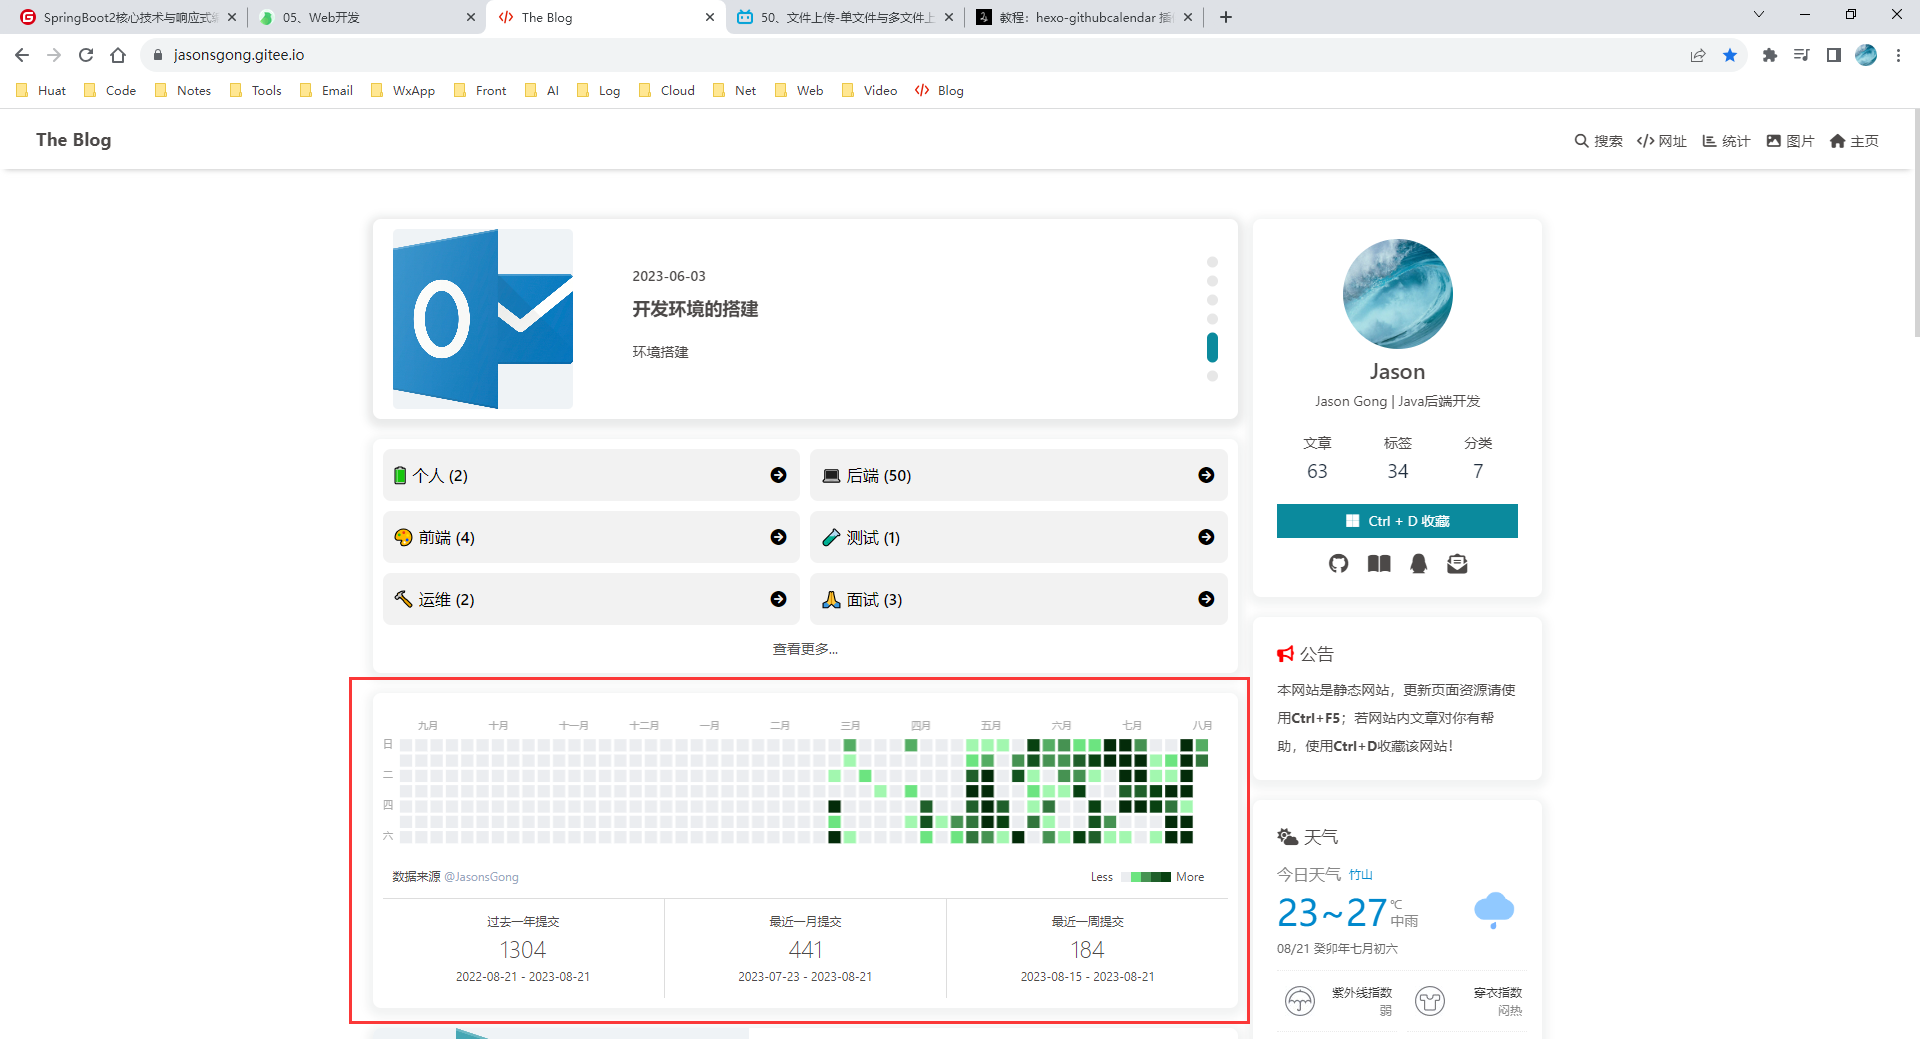 SpringBoot2核心技术与响应式编
05、Web开发
The Blog
50、文件上传-单文件与多文件上
教程：hexo-githubcalendar 插
jasonsgong.gitee.io
Huat
Code
Notes
Tools
Email
WxApp
Front
AI
Log
Cloud
Net
Web
Video
Blog
The Blog
搜索
网址
统计
图片
主页
2023-06-03
开发环境的搭建
环境搭建
个人 (2)
后端 (50)
前端 (4)
测试 (1)
运维 (2)
面试 (3)
查看更多...
九月 十月 十一月 十二月 一月 二月 三月 四月 五月 六月 七月 八月
日
二
四
六
数据来源 @JasonsGong
Less
More
过去一年提交
1304
2022-08-21 - 2023-08-21
最近一月提交
441
2023-07-23 - 2023-08-21
最近一周提交
184
2023-08-15 - 2023-08-21
Jason
Jason Gong | Java后端开发
文章 标签 分类
63 34 7
Ctrl + D 收藏
公告
本网站是静态网站，更新页面资源请使
用Ctrl+F5；若网站内文章对你有帮
助，使用Ctrl+D收藏该网站！
天气
今日天气 竹山
23~27 ℃
中雨
08/21 癸卯年七月初六
紫外线指数
弱
穿衣指数
闷热